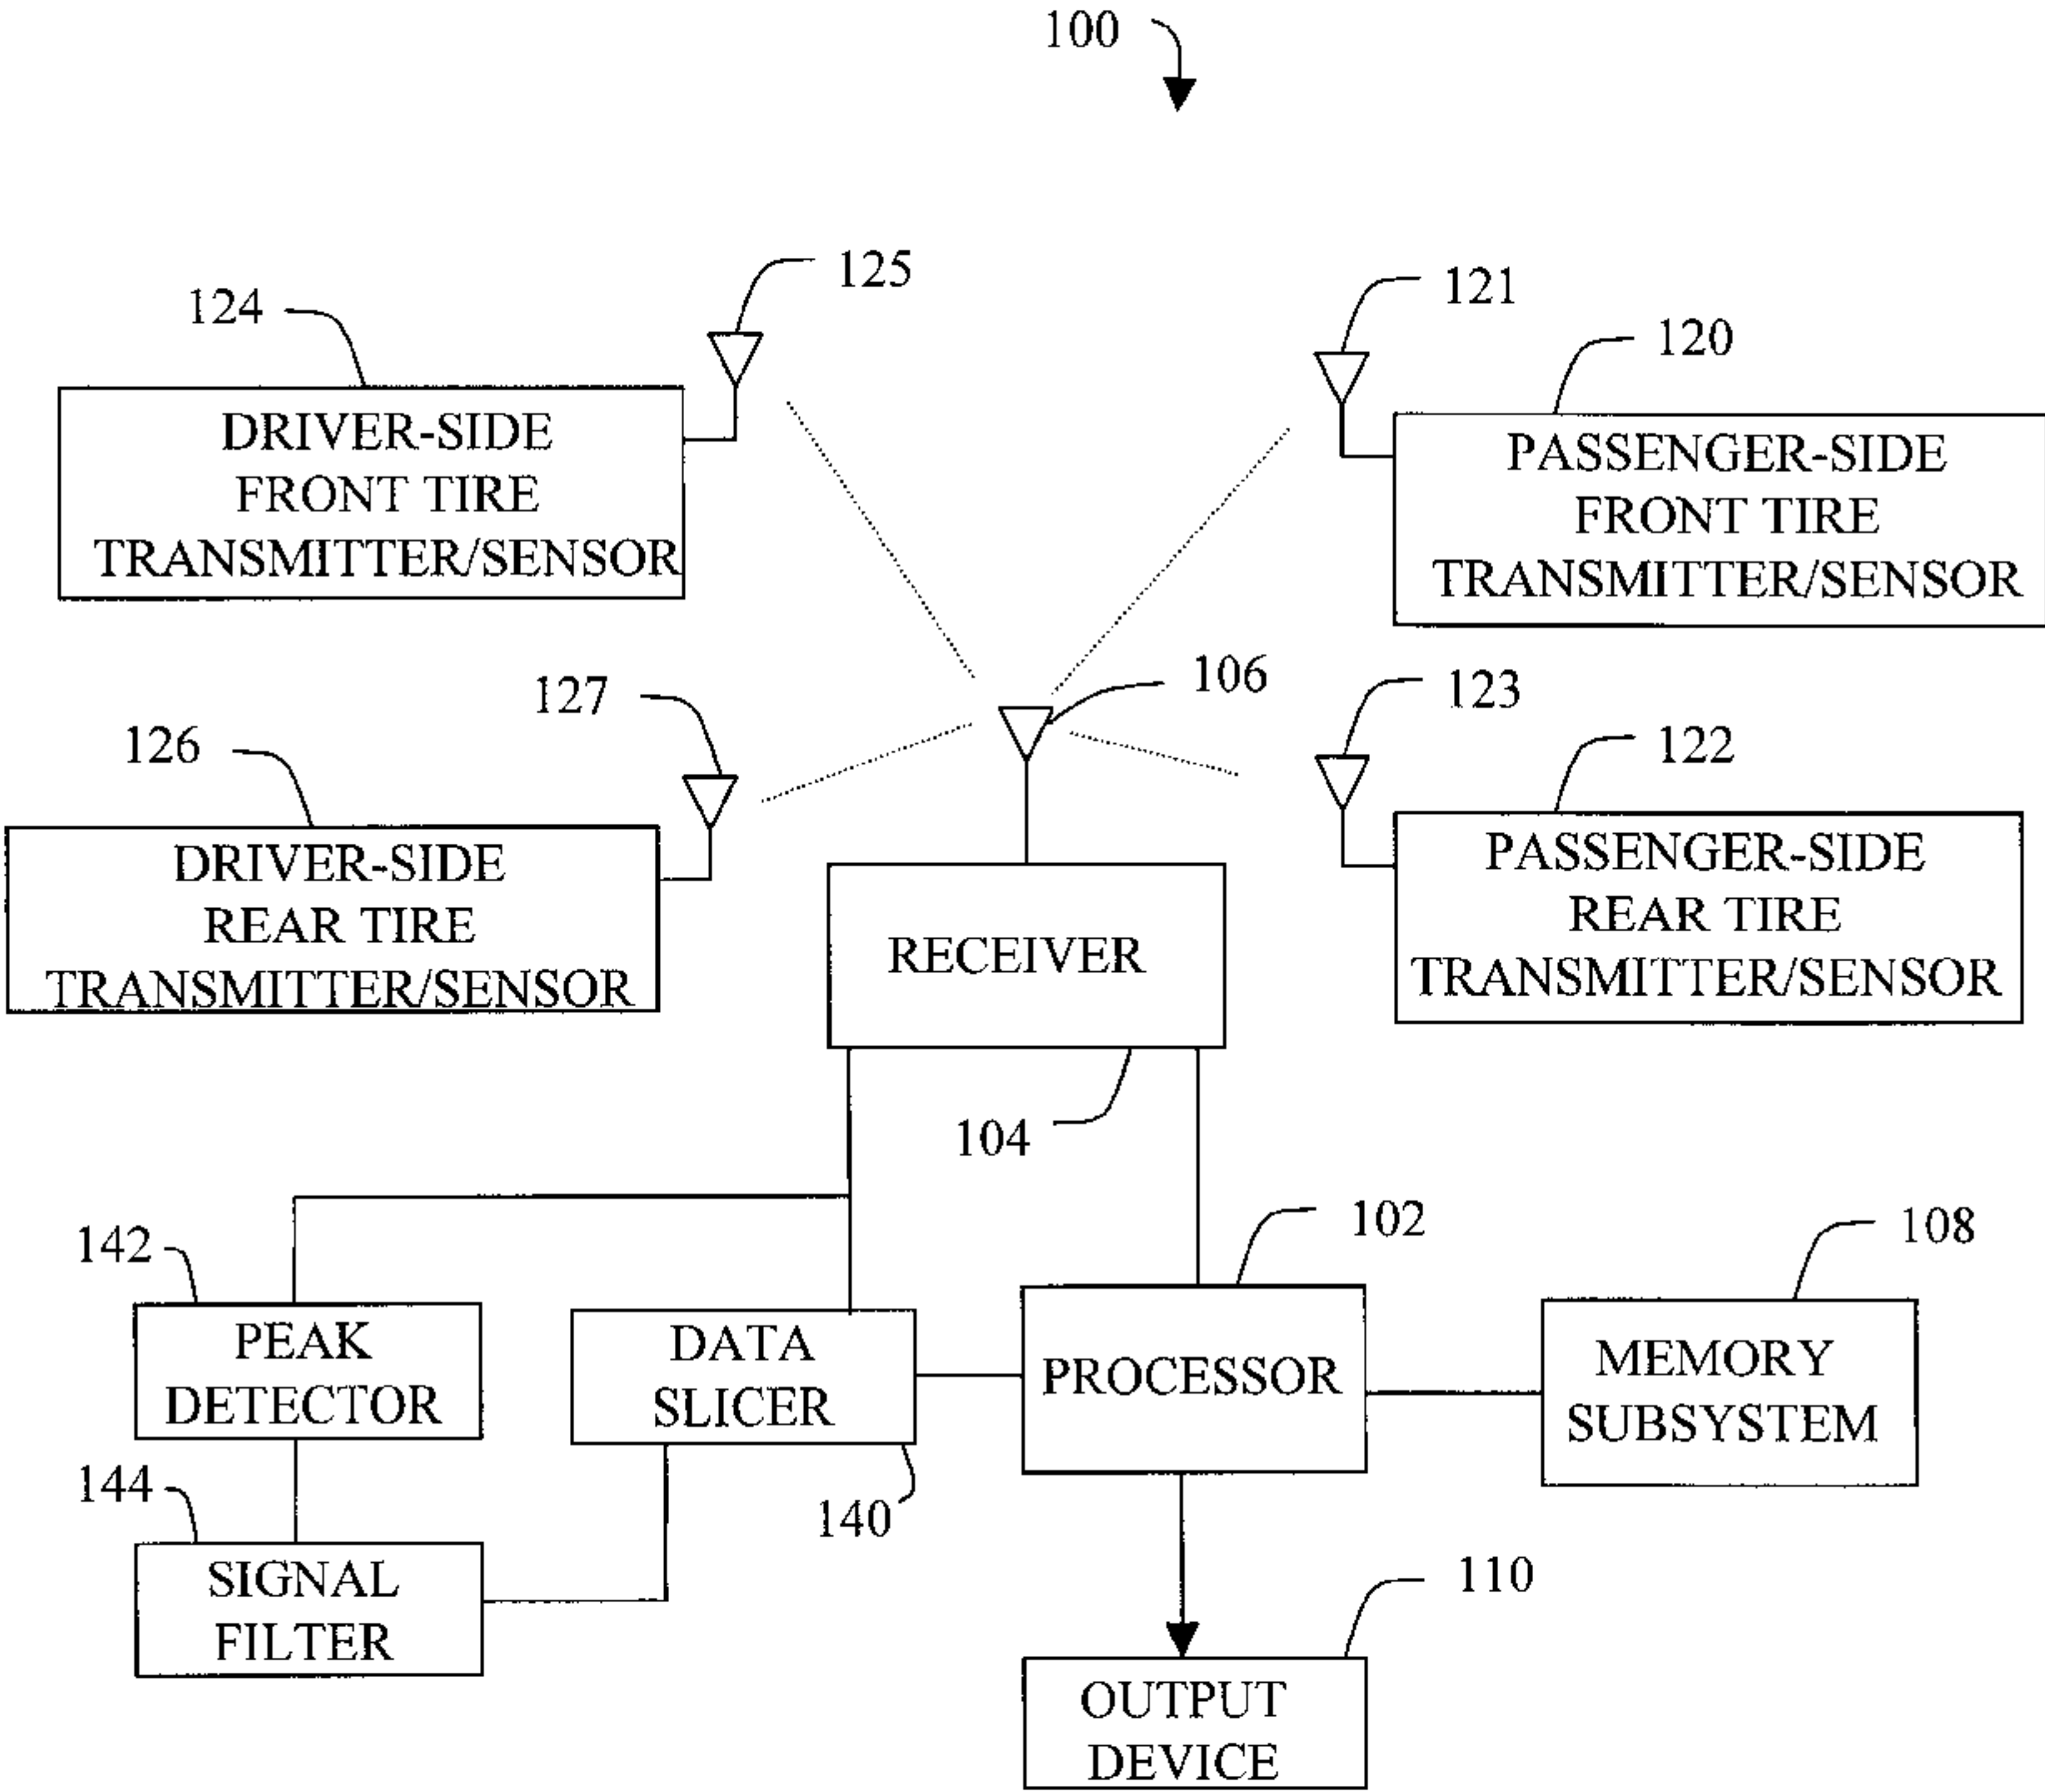 100
125
121
124
120
DRIVER-SIDE
FRONT TIRE
TRANSMITTER/SENSOR
PASSENGER-SIDE
FRONT TIRE
TRANSMITTER/SENSOR
127
106
123
126
122
DRIVER-SIDE
REAR TIRE
TRANSMITTER/SENSOR
RECEIVER
PASSENGER-SIDE
REAR TIRE
TRANSMITTER/SENSOR
104
142
102
108
PEAK
DETECTOR
DATA
SLICER
PROCESSOR
MEMORY
SUBSYSTEM
144
140
SIGNAL
FILTER
110
OUTPUT
DEVICE